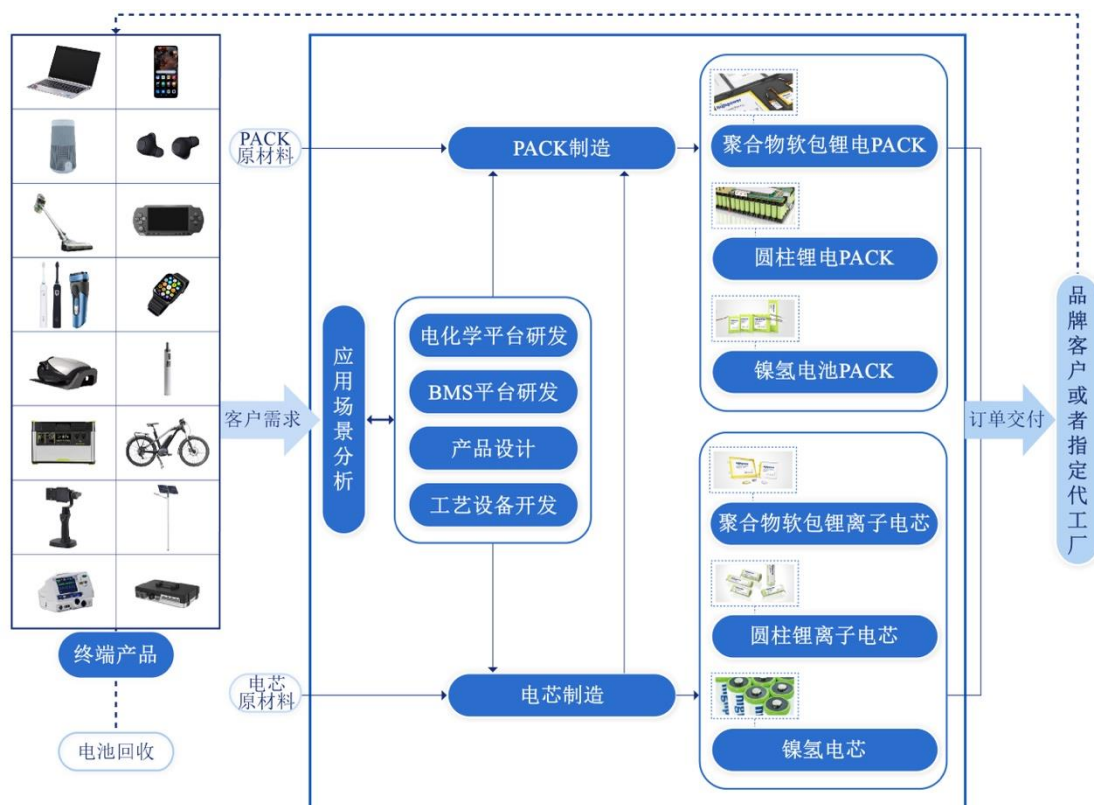 PACK
原材料
PACK制造
聚合物软包锂电PACK
圆柱锂电PACK
镍氢电池PACK
应用场景分析
电化学平台研发
BMS平台研发
产品设计
工艺设备开发
客户需求
订单交付
品牌客户或者指定代工厂
聚合物软包锂离子电芯
圆柱锂离子电芯
镍氢电芯
终端产品
电芯
原材料
电芯制造
电池回收